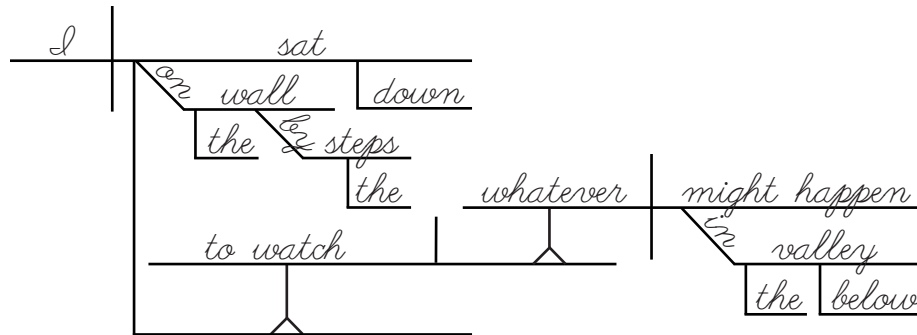 I sat
on wall down
the by steps
the whatever might happen
in
to watch valley
the below